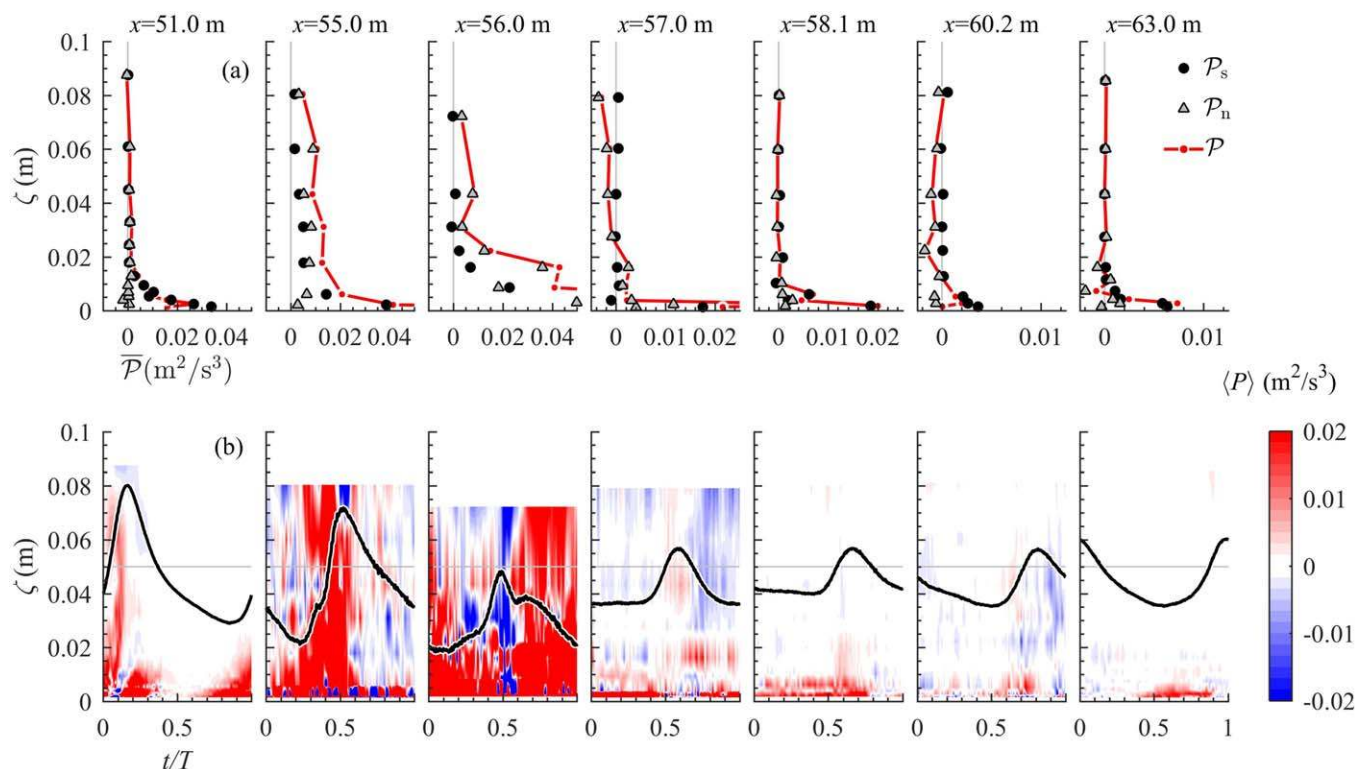 x=51.0 m x=55.0 m x=56.0 m x=57.0 m x=58.1 m x=60.2 m x=63.0 m
0.1
(a)
𝒫s
0.08
𝒫n
0.06
𝒫
ζ (m)
0.04
0.02
0
0 0.02 0.04 0 0.02 0.04 0 0.02 0.04 0 0.01 0.02 0 0.01 0.02 0 0.01 0 0.01
𝒫̅(m²/s³)
⟨P⟩ (m²/s³)
0.1
(b)
0.02
0.08
0.01
0.06
ζ (m)
0
0.04
-0.01
0.02
0
-0.02
0 0.5 0 0.5 0 0.5 0 0.5 0 0.5 0 0.5 0 0.5 1
t/T